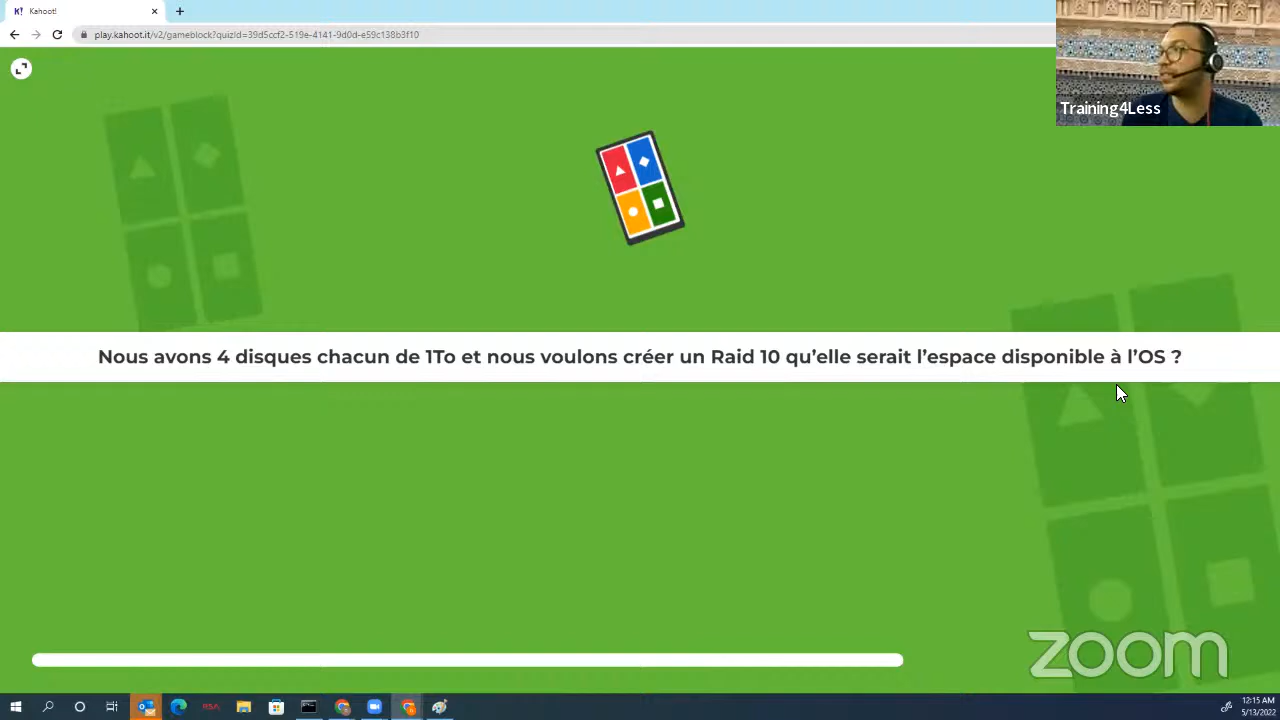 K! Kahoot!
play.kahoot.it/v2/gameblock?quizId=39d5ccf2-519e-4141-9d0d-e59c138b3f10
Training4Less
Nous avons 4 disques chacun de 1To et nous voulons créer un Raid 10 qu’elle serait l’espace disponible à l’OS ?
zoom
RSA
12:15 AM
5/13/2022